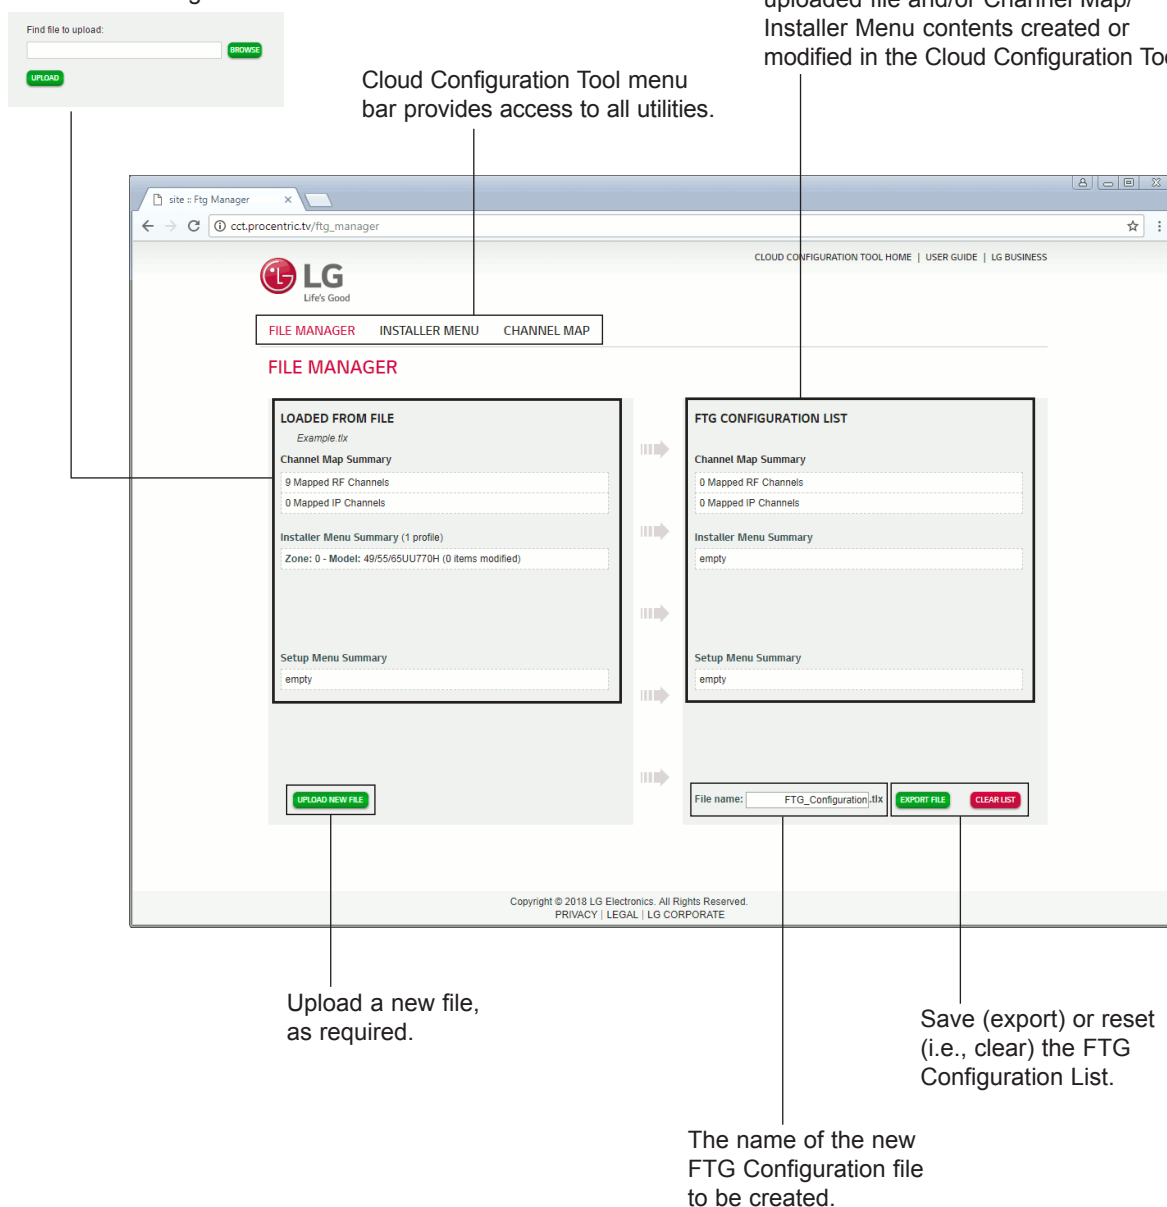 Find file to upload:
BROWSE
UPLOAD
uploaded file and/or Channel Map/
Installer Menu contents created or
modified in the Cloud Configuration
Cloud Configuration Tool menu
bar provides access to all utilities.
site :: Ftg Manager
cct.procentric.tv/ftg_manager
CLOUD CONFIGURATION TOOL HOME | USER GUIDE | LG BUSINESS
LG
Life's Good
FILE MANAGER INSTALLER MENU CHANNEL MAP
FILE MANAGER
LOADED FROM FILE
Example.tlx
Channel Map Summary
9 Mapped RF Channels
0 Mapped IP Channels
Installer Menu Summary (1 profile)
Zone: 0 - Model: 49/55/65UU770H (0 items modified)
Setup Menu Summary
empty
UPLOAD NEW FILE
FTG CONFIGURATION LIST
Channel Map Summary
0 Mapped RF Channels
0 Mapped IP Channels
Installer Menu Summary
empty
Setup Menu Summary
empty
File name: FTG_Configuration .tlx EXPORT FILE CLEAR LIST
Copyright © 2018 LG Electronics. All Rights Reserved.
PRIVACY | LEGAL | LG CORPORATE
Upload a new file,
as required.
Save (export) or reset
(i.e., clear) the FTG
Configuration List.
The name of the new
FTG Configuration file
to be created.